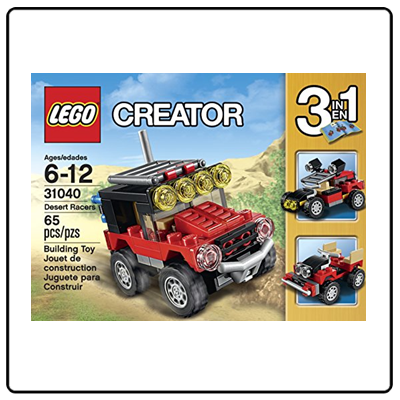 LEGO
CREATOR
Ages/edades
6-12
31040
Desert Racers
65
pcs/pzs
Building Toy
Jouet de
construction
Juguete para
Construir
3 IN EN 1